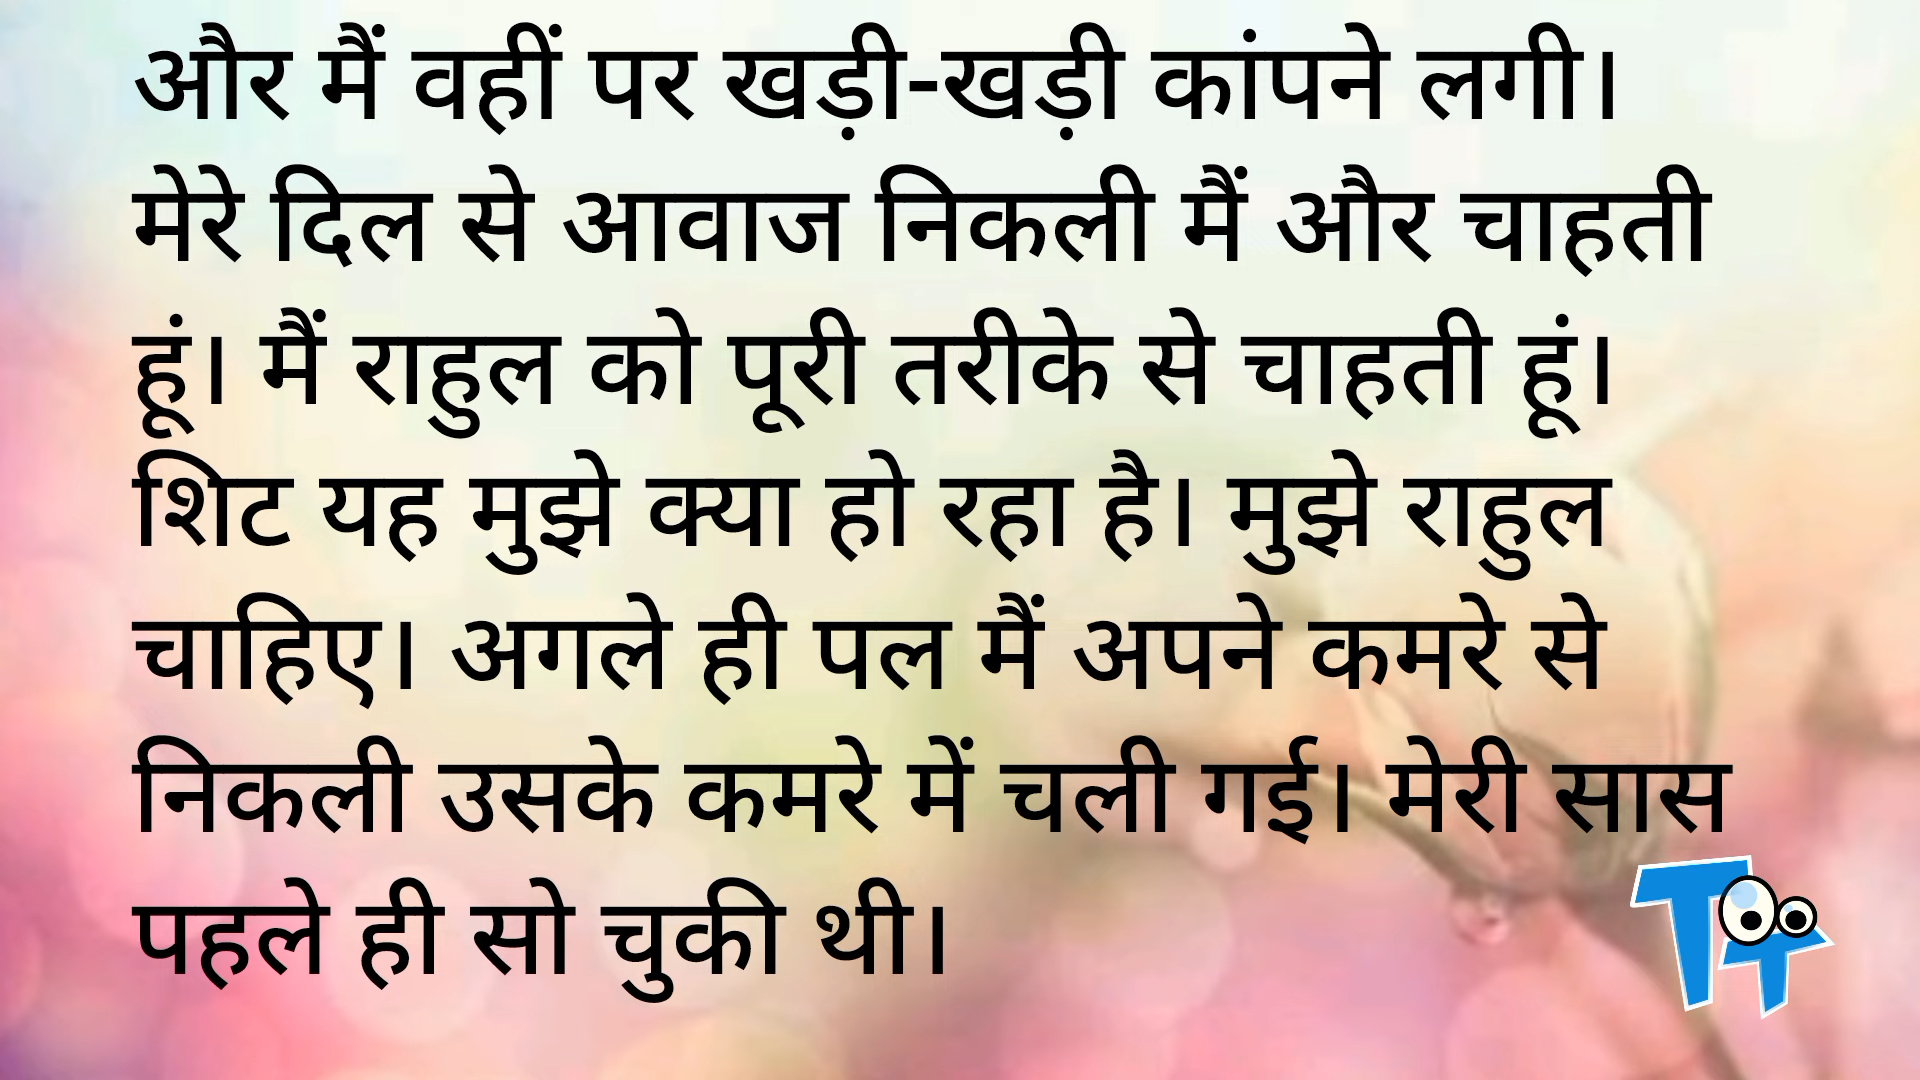 और मैं वहीं पर खड़ी-खड़ी कांपने लगी।
मेरे दिल से आवाज निकली मैं और चाहती
हूं। मैं राहुल को पूरी तरीके से चाहती हूं।
शिट यह मुझे क्या हो रहा है। मुझे राहुल
चाहिए। अगले ही पल मैं अपने कमरे से
निकली उसके कमरे में चली गई। मेरी सास
पहले ही सो चुकी थी।
TT